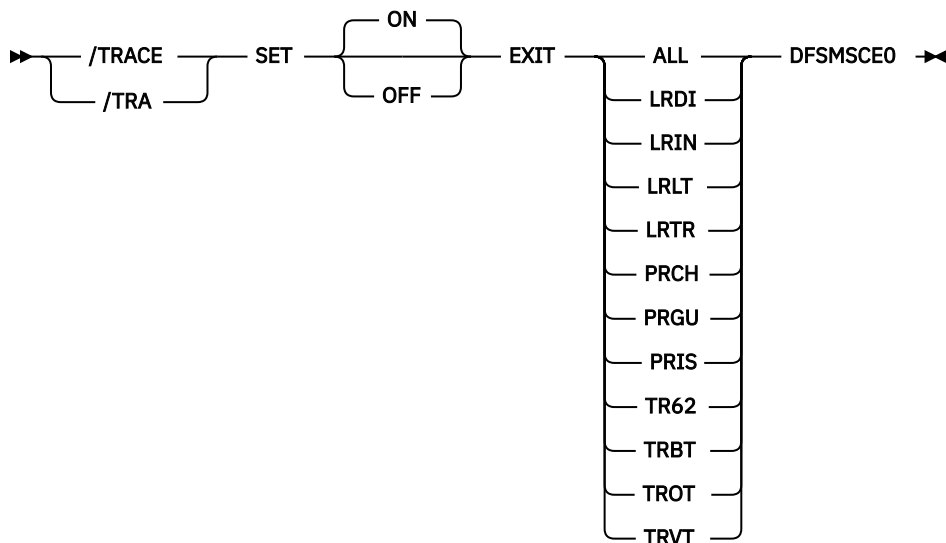 ON
/TRACE SET EXIT ALL DFSMSCE0
/TRA OFF LRDI
LRIN
LRLT
LRTR
PRCH
PRGU
PRIS
TR62
TRBT
TROT
TRVT